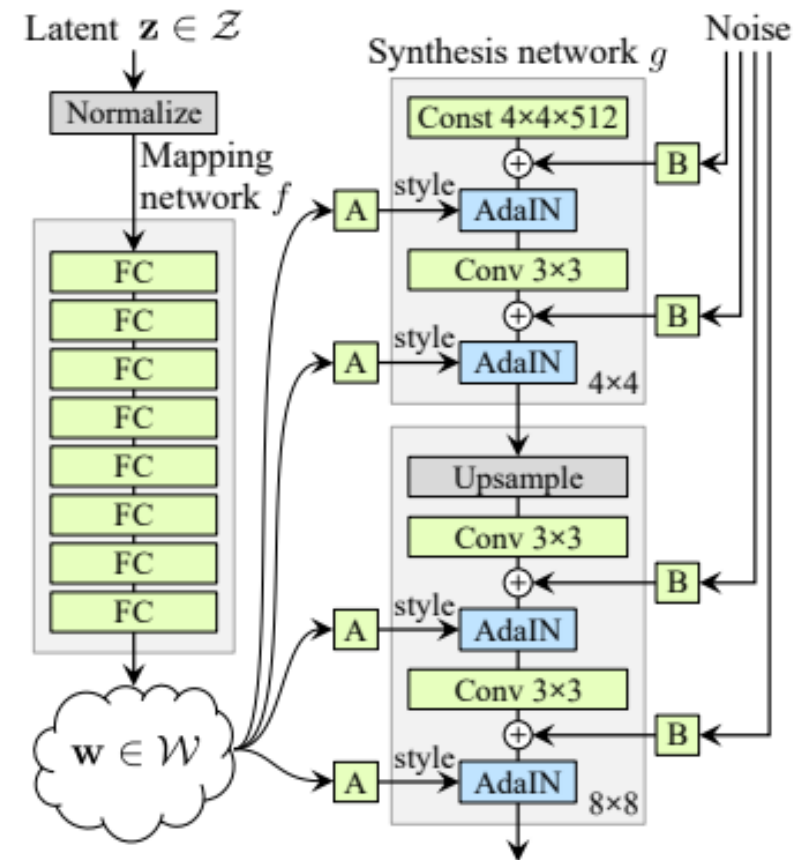 Latent z ∈ 𝒵
Normalize
Mapping
network f
FC
FC
FC
FC
FC
FC
FC
FC
w ∈ 𝒲
Synthesis network g
Noise
Const 4×4×512
+
B
A
style
AdaIN
Conv 3×3
+
B
A
style
AdaIN
4×4
Upsample
Conv 3×3
+
B
A
style
AdaIN
Conv 3×3
+
B
A
style
AdaIN
8×8